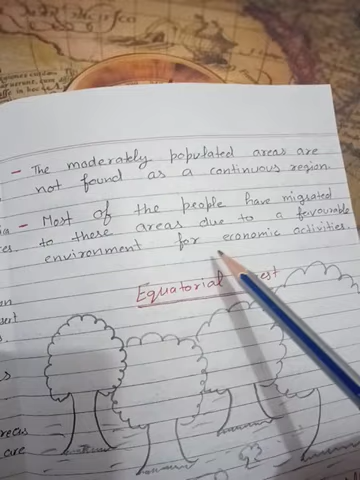 - The moderately populated areas are
not found as a continuous region.
- Most of the people have migrated
to these areas due to a favourable
environment for economic activities.
Equatorial